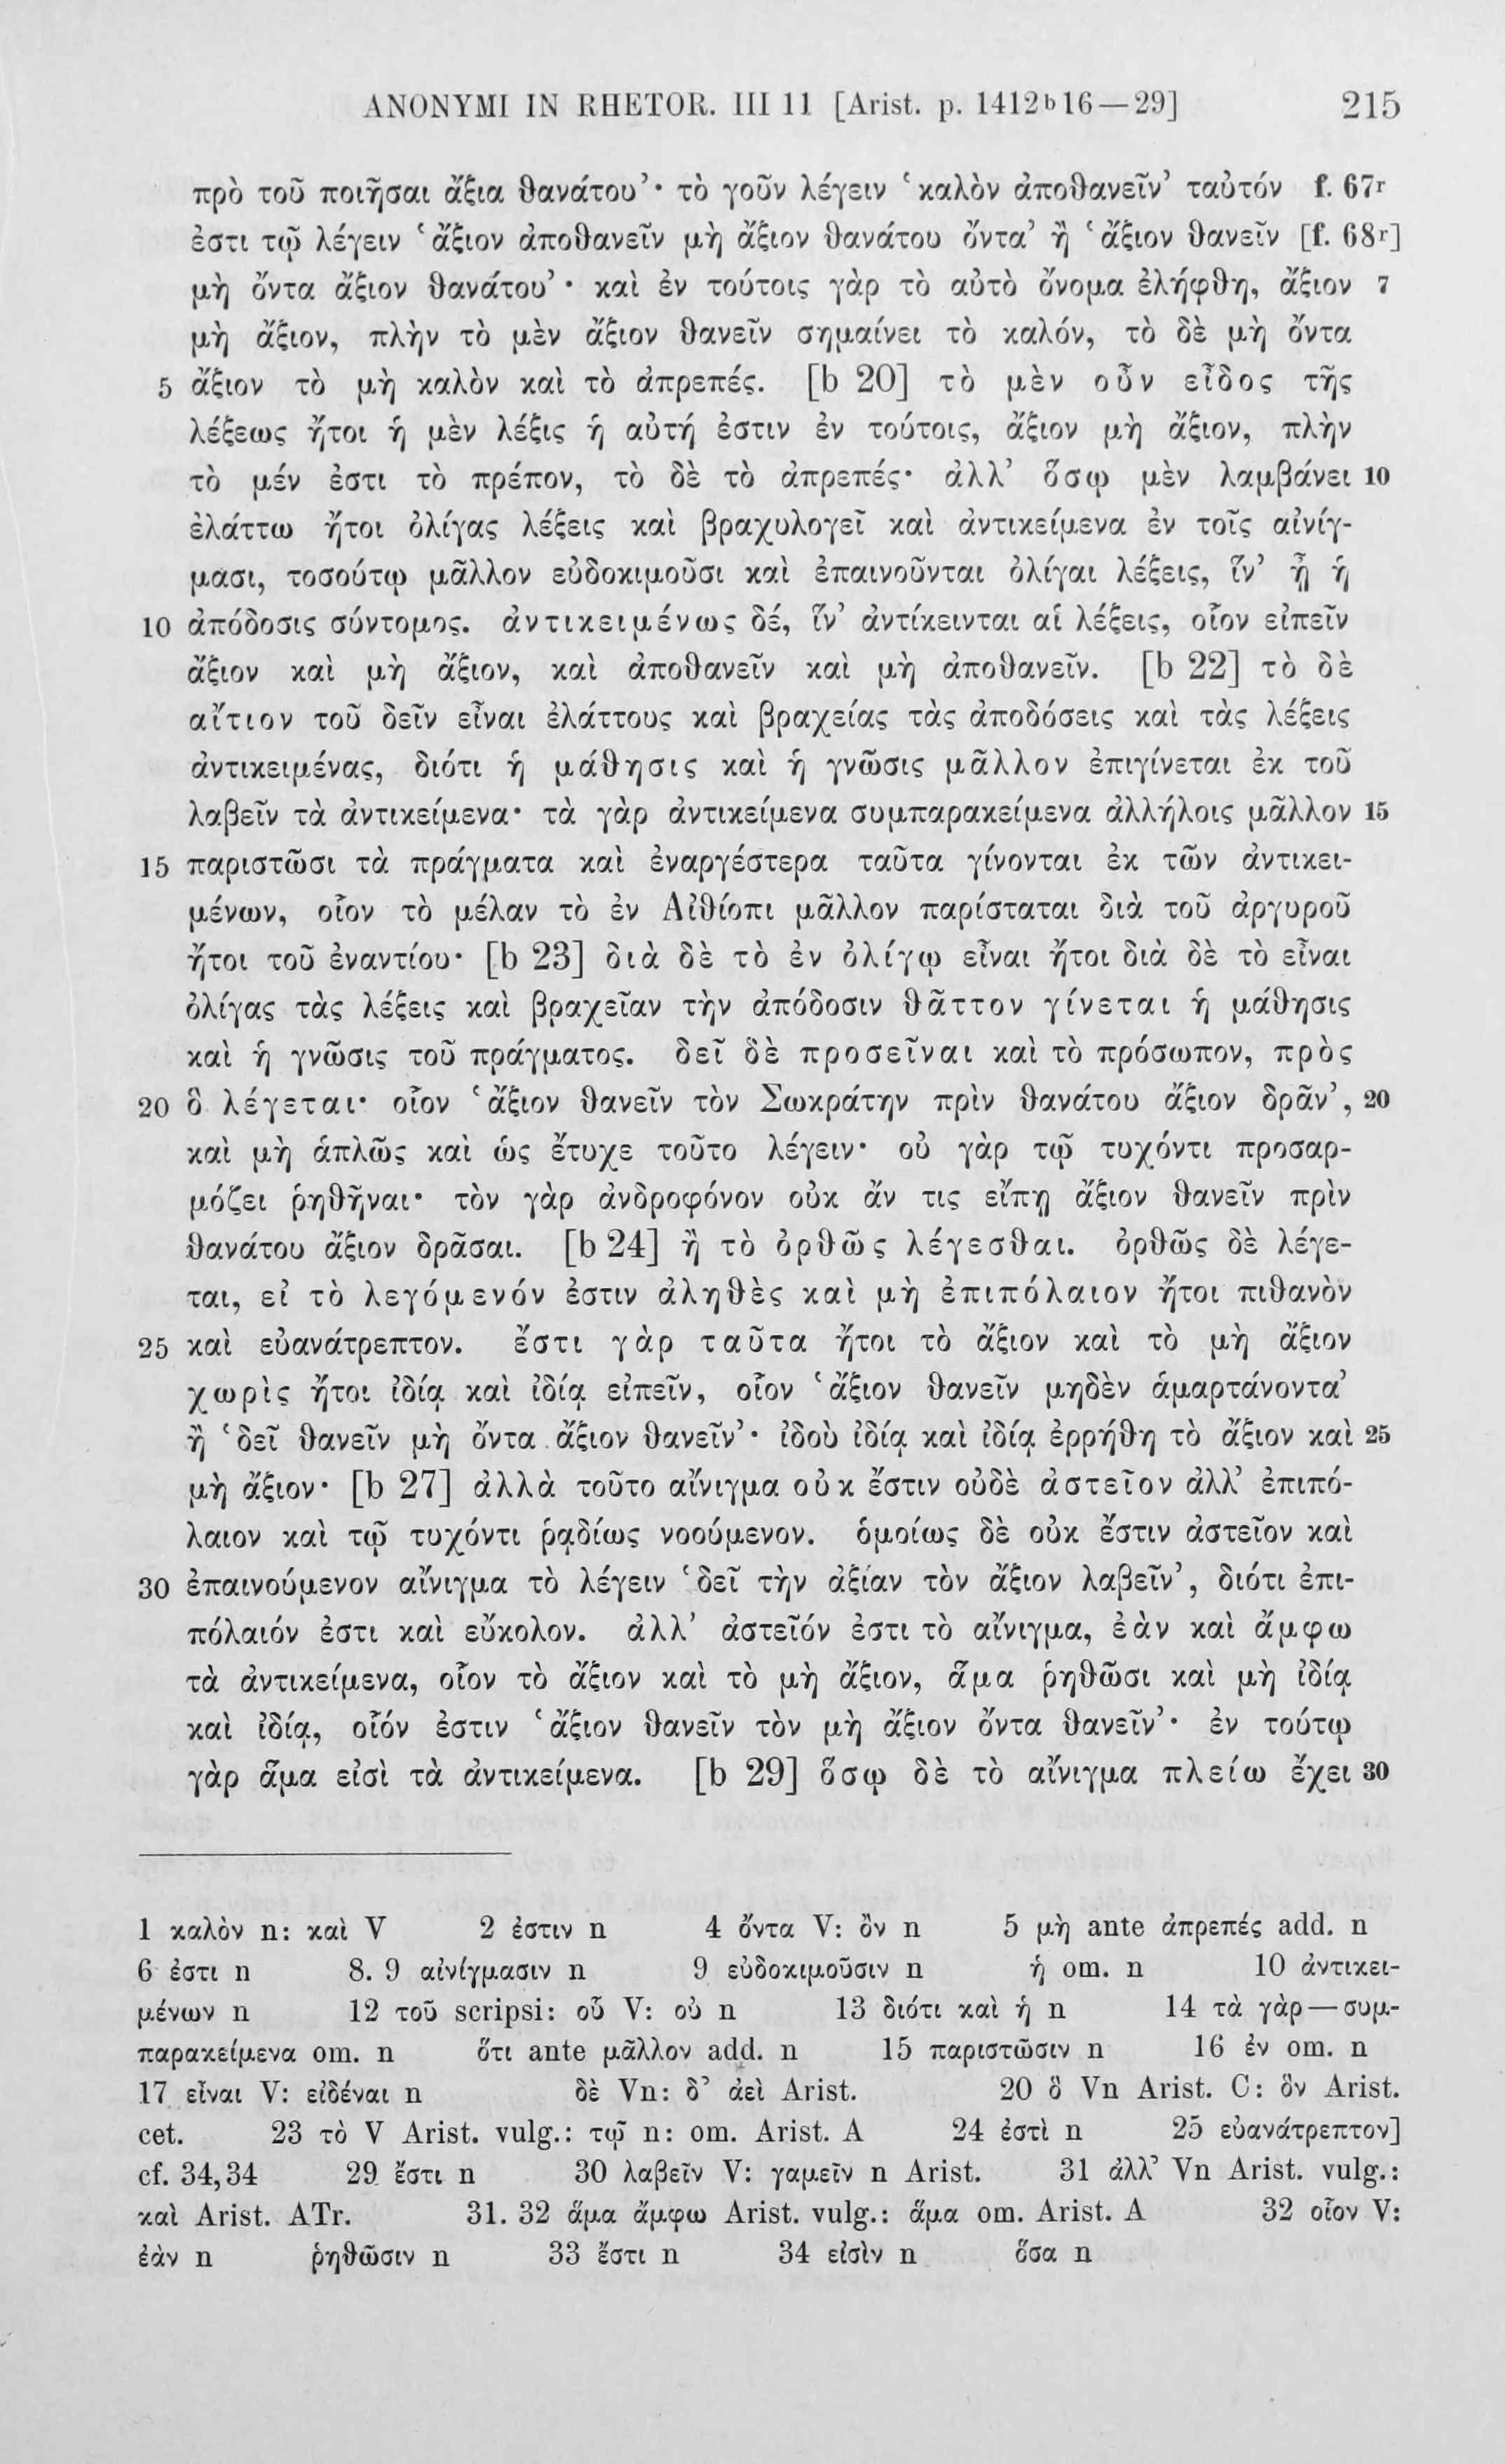 ANONYMI IN RHETOR. III 11 [Arist. p. 1412b16—29] 215
πρὸ τοῦ ποιῆσαι ἄξια θανάτου’· τὸ γοῦν λέγειν ‘καλὸν ἀποθανεῖν’ ταὐτόν f. 67r
ἐστι τῷ λέγειν ‘ἄξιον ἀποθανεῖν μὴ ἄξιον θανάτου ὄντα’ ἢ ‘ἄξιον θανεῖν [f. 68r]
μὴ ὄντα ἄξιον θανάτου’· καὶ ἐν τούτοις γὰρ τὸ αὐτὸ ὄνομα ἐλήφθη, ἄξιον 7
μὴ ἄξιον, πλὴν τὸ μὲν ἄξιον θανεῖν σημαίνει τὸ καλόν, τὸ δὲ μὴ ὄντα
5 ἄξιον τὸ μὴ καλὸν καὶ τὸ ἀπρεπές. [b 20] τὸ μὲν οὖν εἶδος τῆς
λέξεως ἤτοι ἡ μὲν λέξις ἡ αὐτή ἐστιν ἐν τούτοις, ἄξιον μὴ ἄξιον, πλὴν
τὸ μέν ἐστι τὸ πρέπον, τὸ δὲ τὸ ἀπρεπές· ἀλλ’ ὅσῳ μὲν λαμβάνει 10
ἐλάττω ἤτοι ὀλίγας λέξεις καὶ βραχυλογεῖ καὶ ἀντικείμενα ἐν τοῖς αἰνίγ-
μασι, τοσούτῳ μᾶλλον εὐδοκιμοῦσι καὶ ἐπαινοῦνται ὀλίγαι λέξεις, ἵν’ ᾖ ἡ
10 ἀπόδοσις σύντομος. ἀντικειμένως δέ, ἵν’ ἀντίκεινται αἱ λέξεις, οἷον εἰπεῖν
ἄξιον καὶ μὴ ἄξιον, καὶ ἀποθανεῖν καὶ μὴ ἀποθανεῖν. [b 22] τὸ δὲ
αἴτιον τοῦ δεῖν εἶναι ἐλάττους καὶ βραχείας τὰς ἀποδόσεις καὶ τὰς λέξεις
ἀντικειμένας, διότι ἡ μάθησις καὶ ἡ γνῶσις μᾶλλον ἐπιγίνεται ἐκ τοῦ
λαβεῖν τὰ ἀντικείμενα· τὰ γὰρ ἀντικείμενα συμπαρακείμενα ἀλλήλοις μᾶλλον 15
15 παριστῶσι τὰ πράγματα καὶ ἐναργέστερα ταῦτα γίνονται ἐκ τῶν ἀντικει-
μένων, οἷον τὸ μέλαν τὸ ἐν Αἰθίοπι μᾶλλον παρίσταται διὰ τοῦ ἀργυροῦ
ἤτοι τοῦ ἐναντίου· [b 23] διὰ δὲ τὸ ἐν ὀλίγῳ εἶναι ἤτοι διὰ δὲ τὸ εἶναι
ὀλίγας τὰς λέξεις καὶ βραχεῖαν τὴν ἀπόδοσιν θᾶττον γίνεται ἡ μάθησις
καὶ ἡ γνῶσις τοῦ πράγματος. δεῖ δὲ προσεῖναι καὶ τὸ πρόσωπον, πρὸς
20 ὃ λέγεται· οἷον ‘ἄξιον θανεῖν τὸν Σωκράτην πρὶν θανάτου ἄξιον δρᾶν’, 20
καὶ μὴ ἁπλῶς καὶ ὡς ἔτυχε τοῦτο λέγειν· οὐ γὰρ τῷ τυχόντι προσαρ-
μόζει ῥηθῆναι· τὸν γὰρ ἀνδροφόνον οὐκ ἄν τις εἴπῃ ἄξιον θανεῖν πρὶν
θανάτου ἄξιον δρᾶσαι. [b 24] ἢ τὸ ὀρθῶς λέγεσθαι. ὀρθῶς δὲ λέγε-
ται, εἰ τὸ λεγόμενόν ἐστιν ἀληθὲς καὶ μὴ ἐπιπόλαιον ἤτοι πιθανὸν
25 καὶ εὐανάτρεπτον. ἔστι γὰρ ταῦτα ἤτοι τὸ ἄξιον καὶ τὸ μὴ ἄξιον
χωρὶς ἤτοι ἰδίᾳ καὶ ἰδίᾳ εἰπεῖν, οἷον ‘ἄξιον θανεῖν μηδὲν ἁμαρτάνοντα’
ἢ ‘δεῖ θανεῖν μὴ ὄντα ἄξιον θανεῖν’· ἰδοὺ ἰδίᾳ καὶ ἰδίᾳ ἐρρήθη τὸ ἄξιον καὶ 25
μὴ ἄξιον· [b 27] ἀλλὰ τοῦτο αἴνιγμα οὐκ ἔστιν οὐδὲ ἀστεῖον ἀλλ’ ἐπιπό-
λαιον καὶ τῷ τυχόντι ῥᾳδίως νοούμενον. ὁμοίως δὲ οὐκ ἔστιν ἀστεῖον καὶ
30 ἐπαινούμενον αἴνιγμα τὸ λέγειν ‘δεῖ τὴν ἀξίαν τὸν ἄξιον λαβεῖν’, διότι ἐπι-
πόλαιόν ἐστι καὶ εὔκολον. ἀλλ’ ἀστεῖόν ἐστι τὸ αἴνιγμα, ἐὰν καὶ ἄμφω
τὰ ἀντικείμενα, οἷον τὸ ἄξιον καὶ τὸ μὴ ἄξιον, ἅμα ῥηθῶσι καὶ μὴ ἰδίᾳ
καὶ ἰδίᾳ, οἷόν ἐστιν ‘ἄξιον θανεῖν τὸν μὴ ἄξιον ὄντα θανεῖν’· ἐν τούτῳ
γὰρ ἅμα εἰσὶ τὰ ἀντικείμενα. [b 29] ὅσῳ δὲ τὸ αἴνιγμα πλείω ἔχει 30
1 καλὸν n: καὶ V 2 ἐστιν n 4 ὄντα V: ὂν n 5 μὴ ante ἀπρεπές add. n
6 ἐστι n 8. 9 αἰνίγμασιν n 9 εὐδοκιμοῦσιν n ἡ om. n 10 ἀντικει-
μένων n 12 τοῦ scripsi: οὗ V: οὐ n 13 διότι καὶ ἡ n 14 τὰ γὰρ—συμ-
παρακείμενα om. n ὅτι ante μᾶλλον add. n 15 παριστῶσιν n 16 ἐν om. n
17 εἶναι V: εἰδέναι n δὲ Vn: δ’ ἀεὶ Arist. 20 ὃ Vn Arist. C: ὃν Arist.
cet. 23 τὸ V Arist. vulg.: τῷ n: om. Arist. A 24 ἐστὶ n 25 εὐανάτρεπτον]
cf. 34,34 29 ἔστι n 30 λαβεῖν V: γαμεῖν n Arist. 31 ἀλλ’ Vn Arist. vulg.:
καὶ Arist. ATr. 31. 32 ἅμα ἄμφω Arist. vulg.: ἅμα om. Arist. A 32 οἷον V:
ἐὰν n ῥηθῶσιν n 33 ἔστι n 34 εἰσὶν n ὅσα n